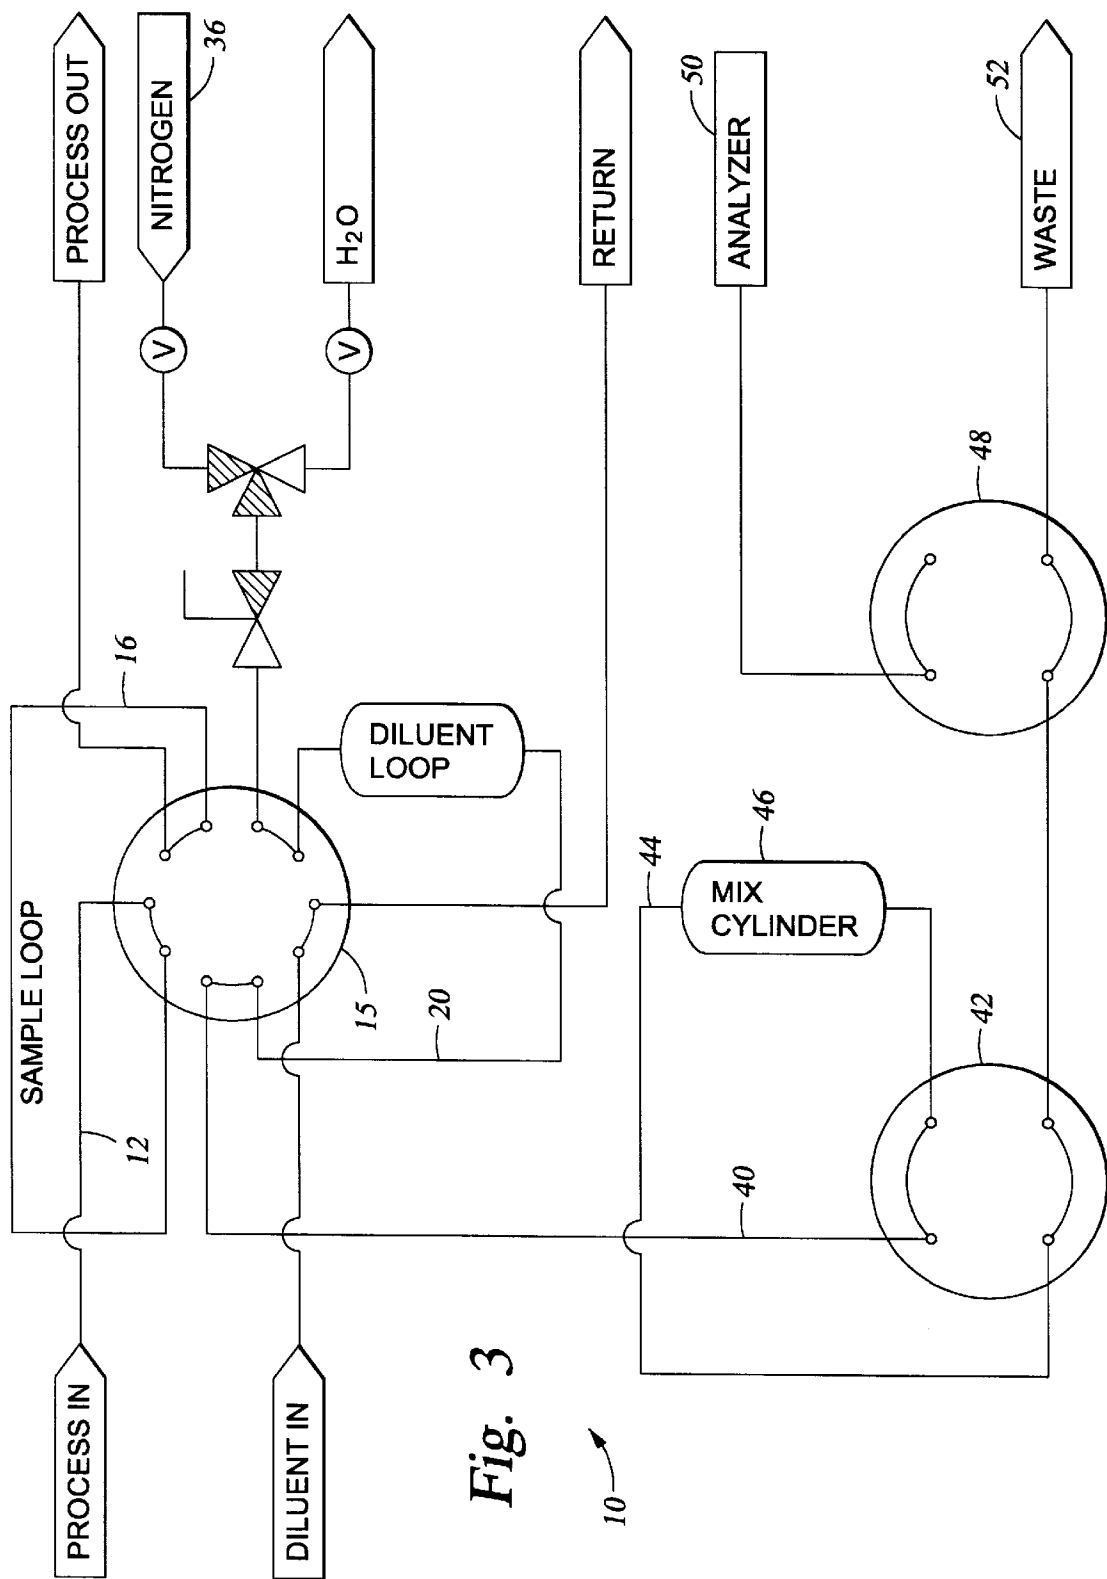 PROCESS OUT
NITROGEN
36
H₂O
RETURN
ANALYZER
50
WASTE
52
V
V
16
DILUENT
LOOP
48
SAMPLE LOOP
15
20
12
44
MIX
CYLINDER
46
42
40
PROCESS IN
DILUENT IN
Fig. 3
10